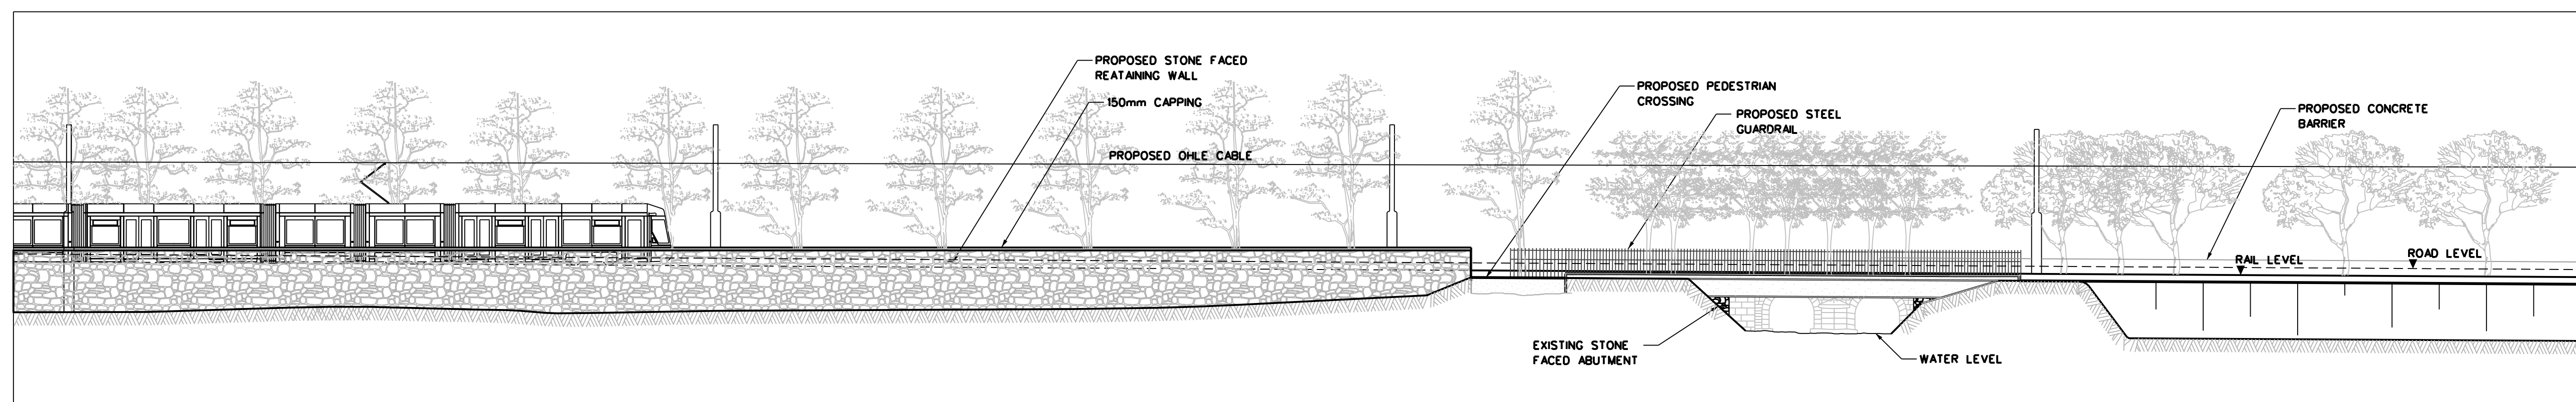 PROPOSED STONE FACED
REATAINING WALL
150mm CAPPING
PROPOSED OHLE CABLE
PROPOSED PEDESTRIAN
CROSSING
PROPOSED STEEL
GUARDRAIL
PROPOSED CONCRETE
BARRIER
RAIL LEVEL
ROAD LEVEL
EXISTING STONE
FACED ABUTMENT
WATER LEVEL